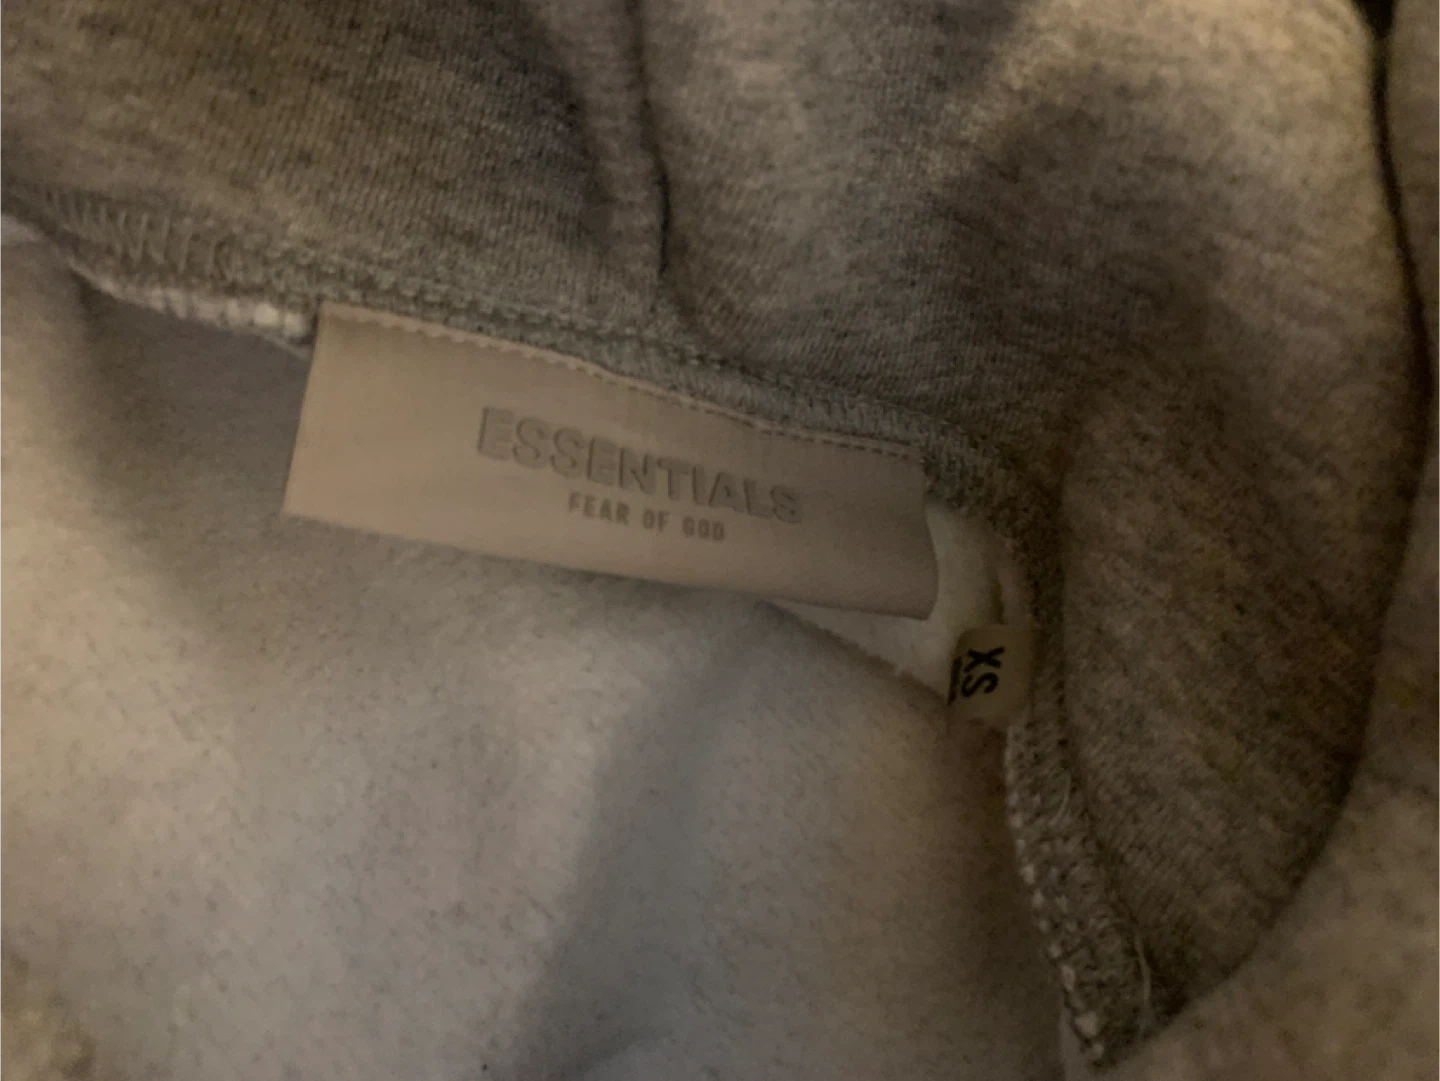 ESSENTIALS
FEAR OF GOD
XS